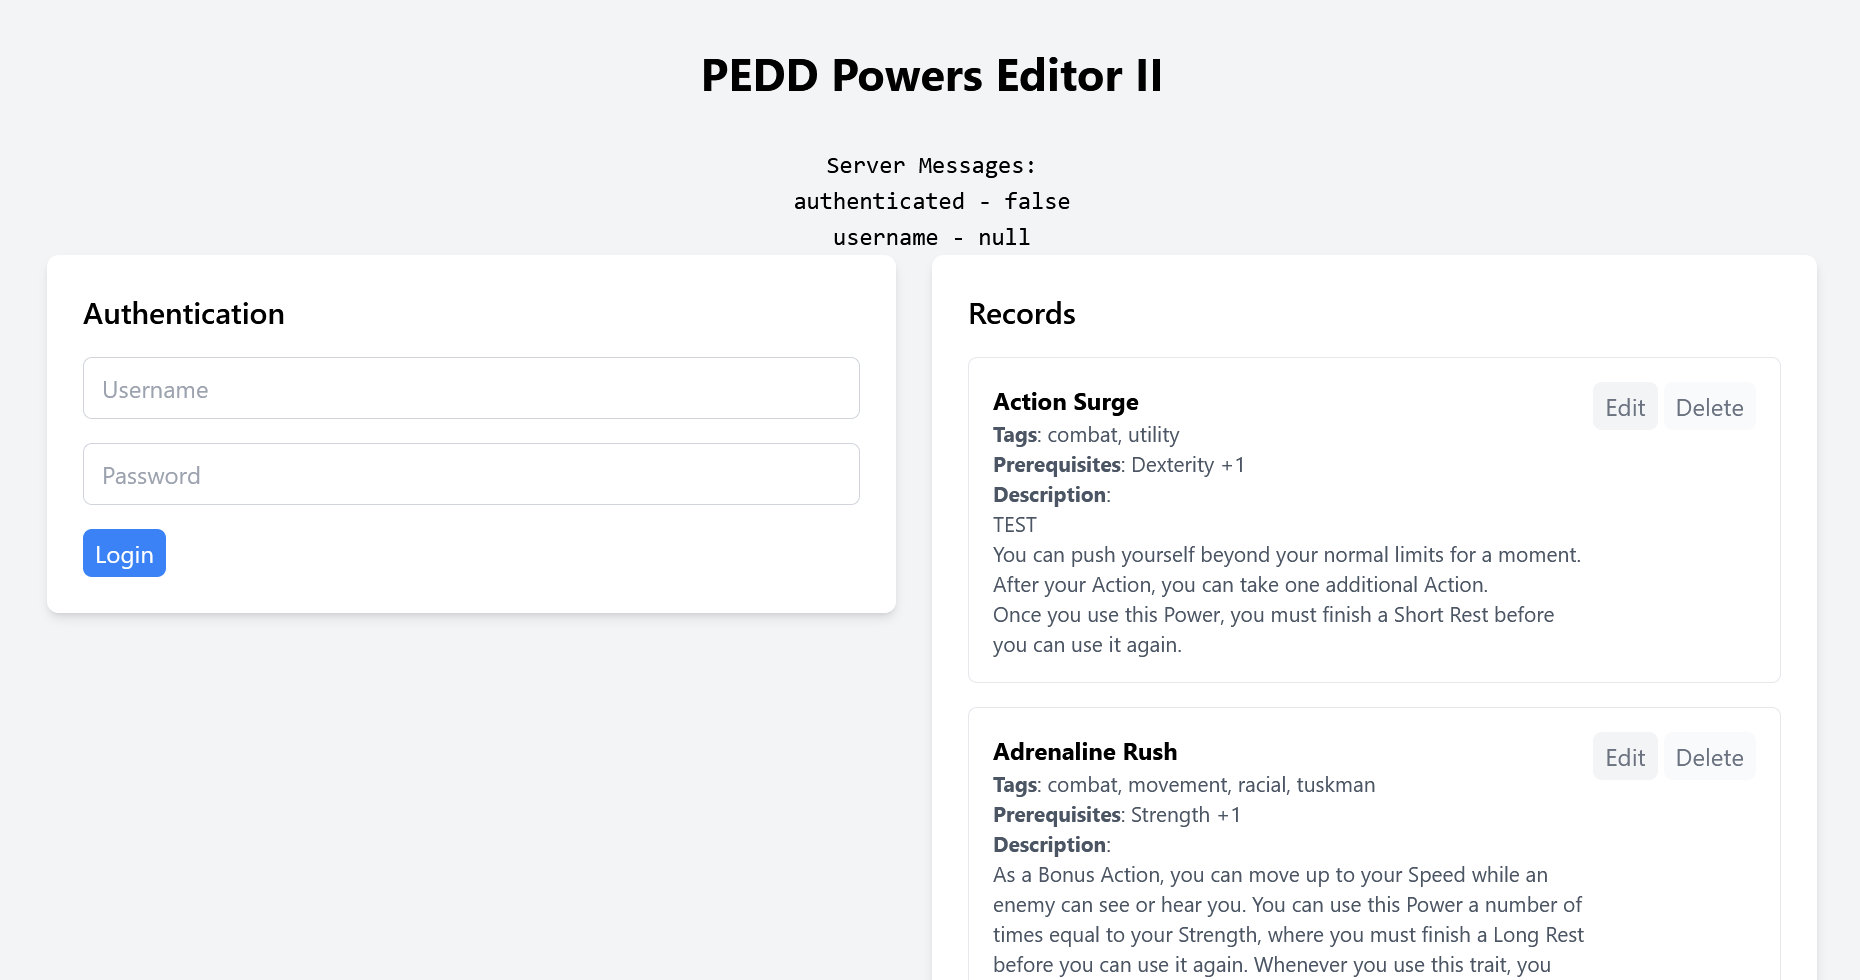 PEDD Powers Editor II
Server Messages:
authenticated - false
username - null
Authentication
Username
Password
Login
Records
Action Surge
Edit
Delete
Tags: combat, utility
Prerequisites: Dexterity +1
Description:
TEST
You can push yourself beyond your normal limits for a moment.
After your Action, you can take one additional Action.
Once you use this Power, you must finish a Short Rest before
you can use it again.
Adrenaline Rush
Edit
Delete
Tags: combat, movement, racial, tuskman
Prerequisites: Strength +1
Description:
As a Bonus Action, you can move up to your Speed while an
enemy can see or hear you. You can use this Power a number of
times equal to your Strength, where you must finish a Long Rest
before you can use it again. Whenever you use this trait, you